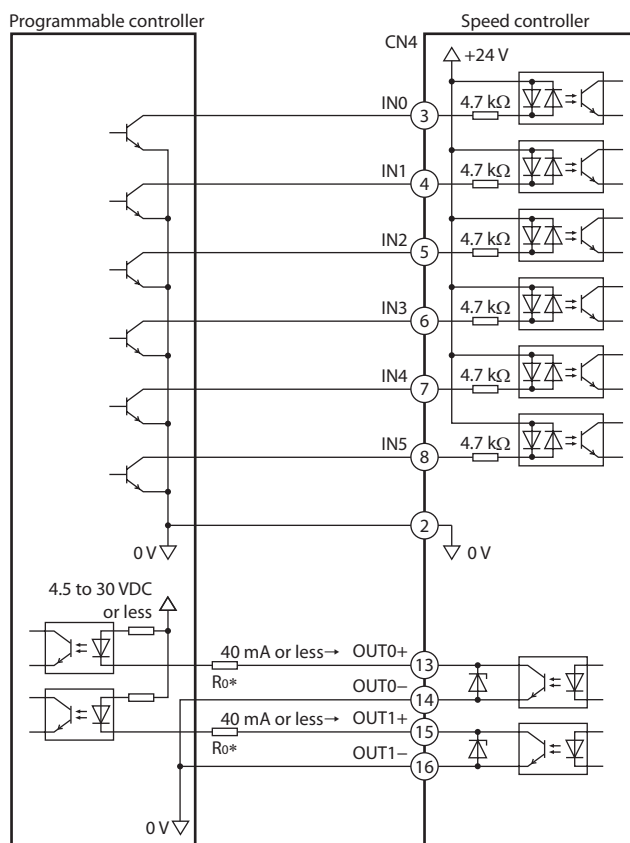 Programmable controller
Speed controller
CN4
+24 V
IN0
3
4.7 kΩ
IN1
4
4.7 kΩ
IN2
5
4.7 kΩ
IN3
6
4.7 kΩ
IN4
7
4.7 kΩ
IN5
8
4.7 kΩ
2
0 V
0 V
4.5 to 30 VDC
or less
40 mA or less→
OUT0+
13
R0*
OUT0−
14
40 mA or less→
OUT1+
15
R0*
OUT1−
16
0 V